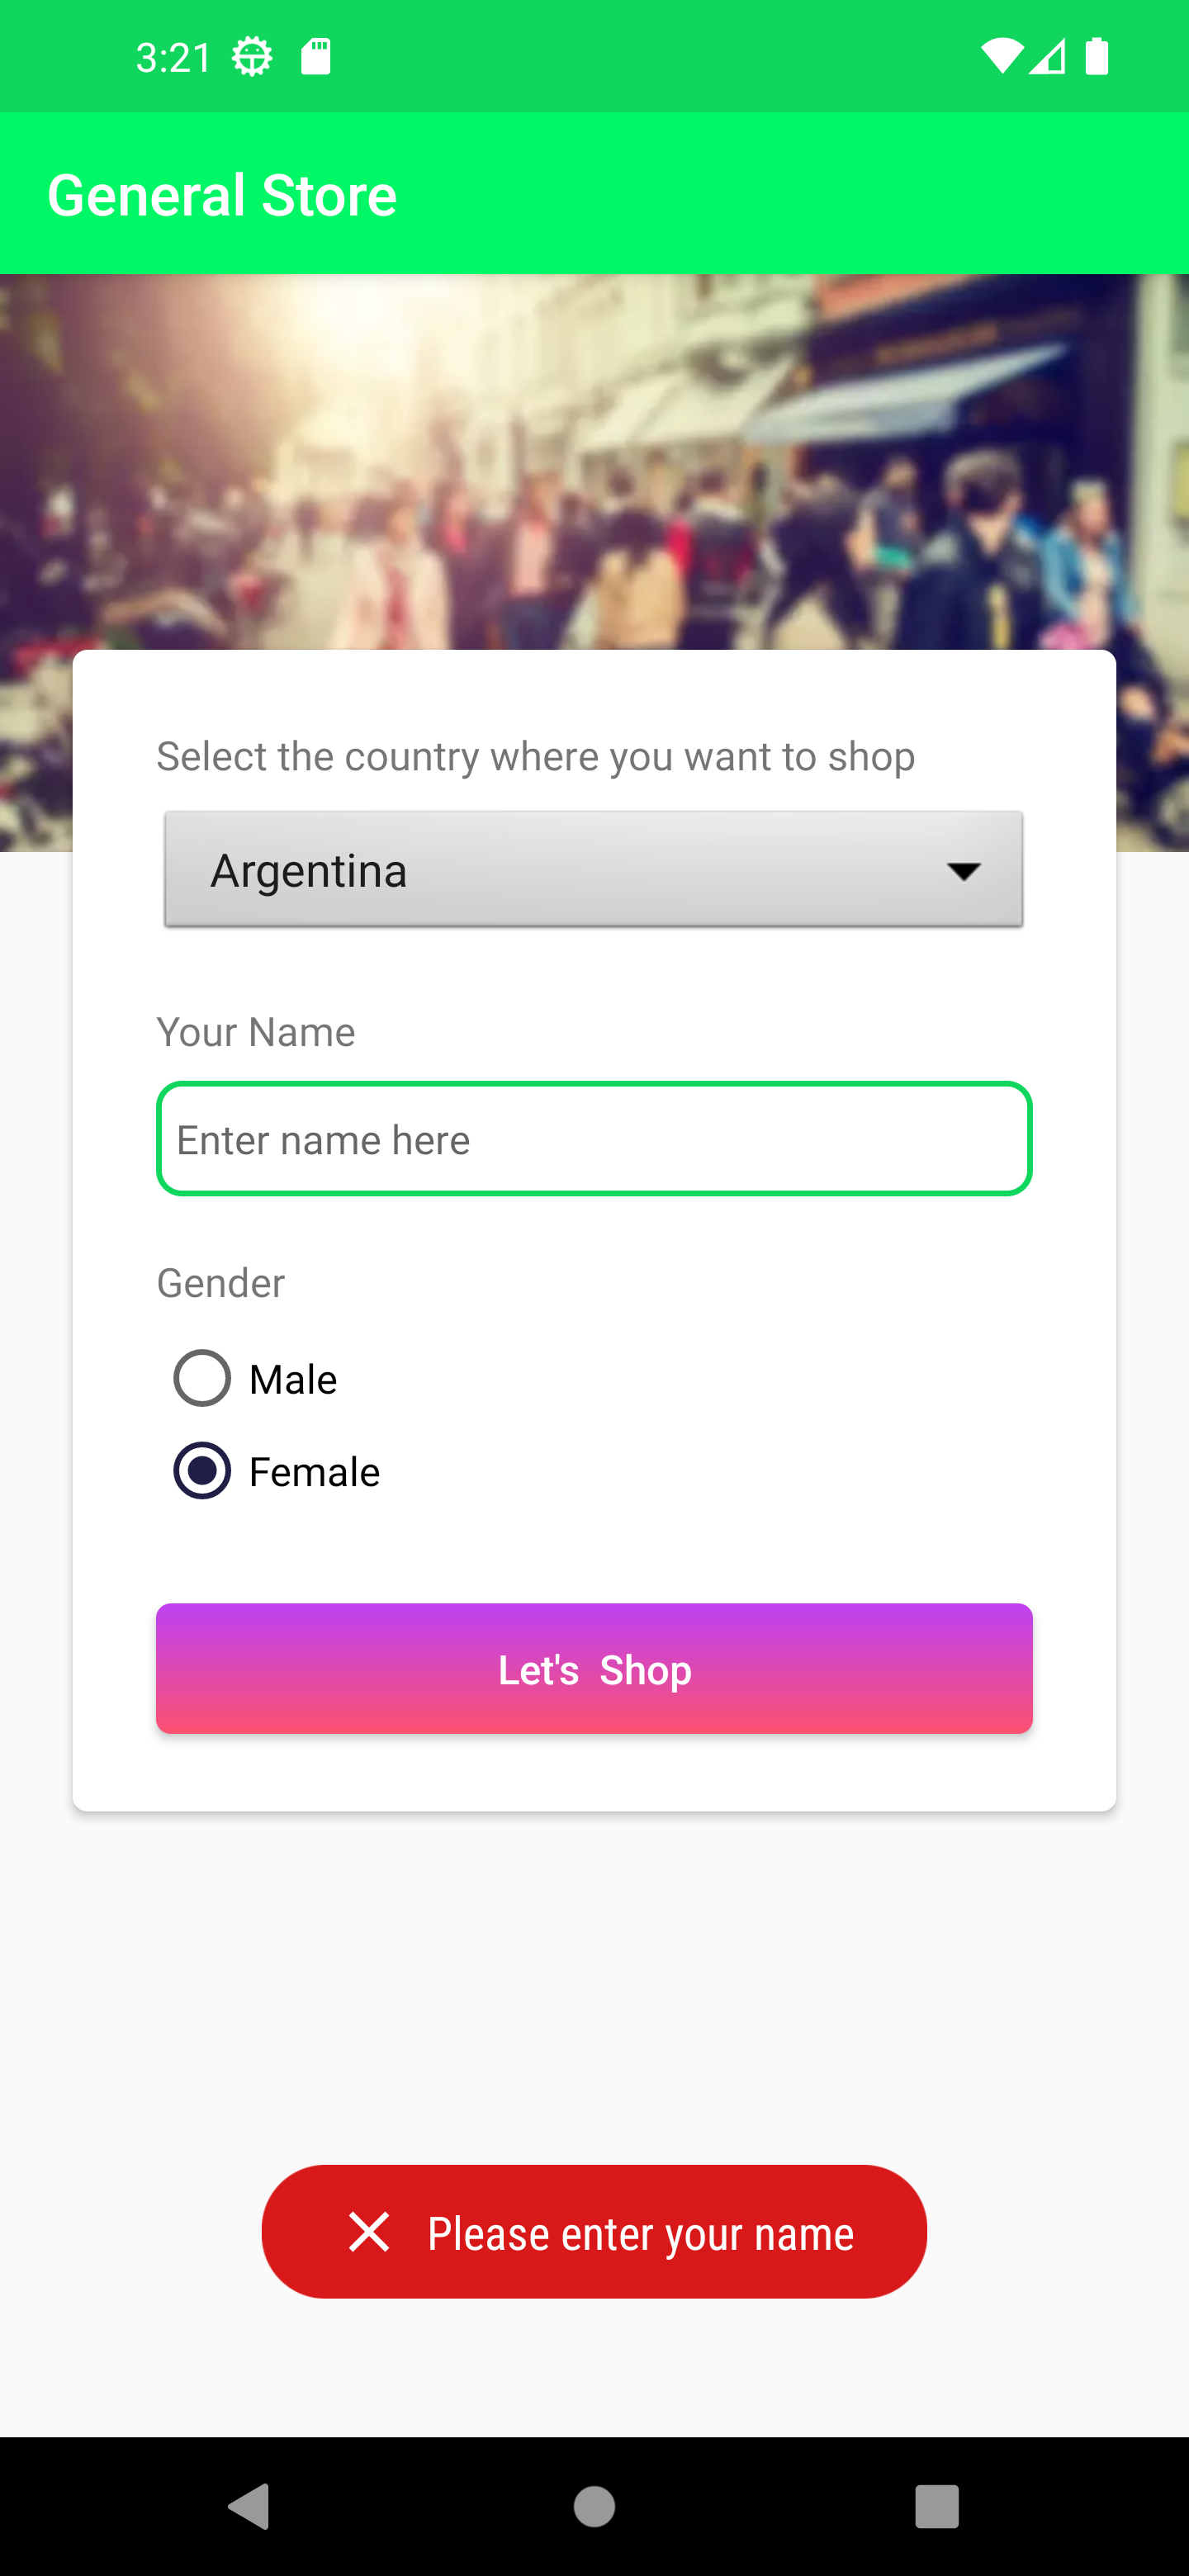 3:21
General Store
Select the country where you want to shop
Argentina
Your Name
Enter name here
Gender
Male
Female
Let's  Shop
Please enter your name